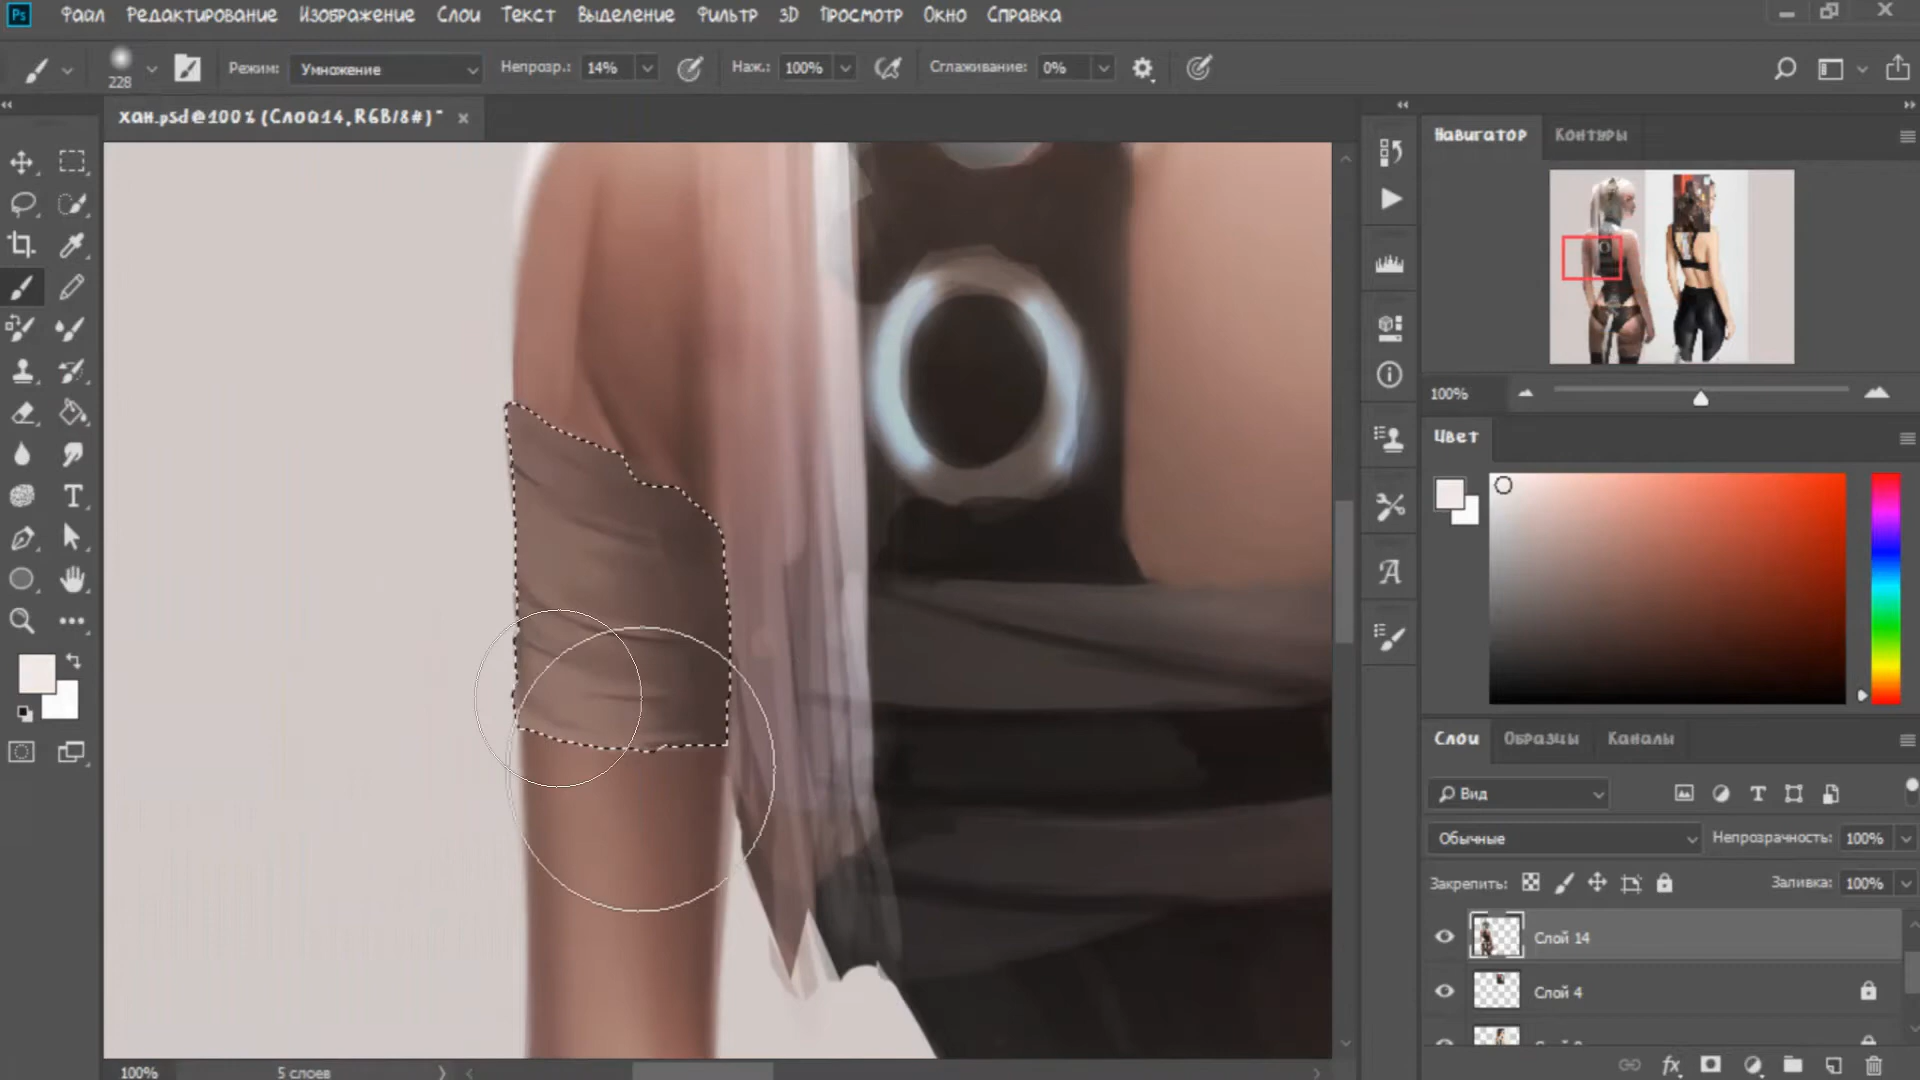 Ps Файл Редактирование Изображение Слои Текст Выделение Фильтр 3D Просмотр Окно Справка
228 Режим: Умножение Непрозр.: 14% Наж.: 100% Сглаживание: 0%
хан.psd @ 100% (Слой 14, RGB/8#) *
Навигатор Контуры
100%
Цвет
Слои Образцы Каналы
Вид
Обычные Непрозрачность: 100%
Закрепить: Заливка: 100%
Слой 14
Слой 4
100% 5 слоев